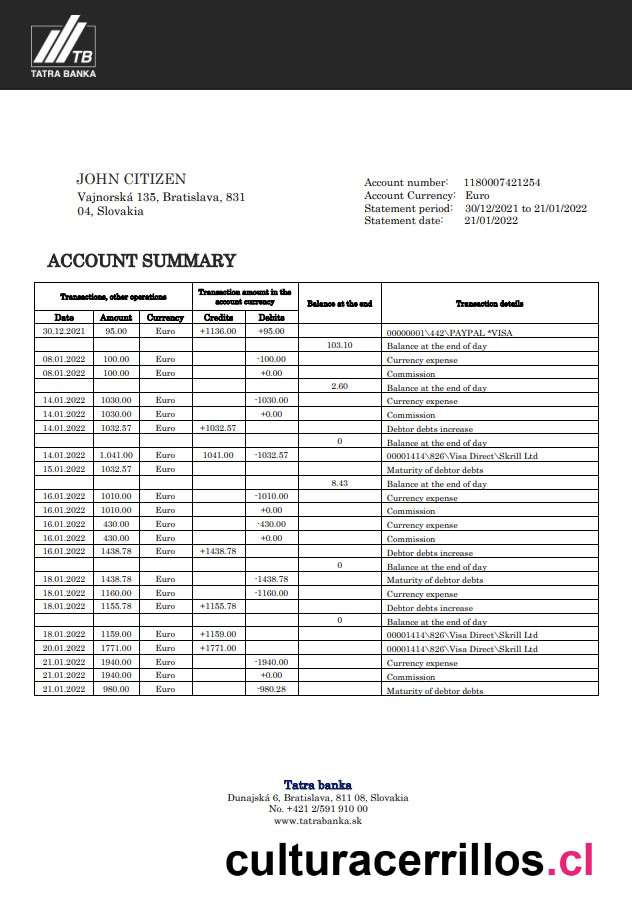 TB
TATRA BANKA
JOHN CITIZEN
Vajnorská 135, Bratislava, 831
04, Slovakia
Account number: 1180007421254
Account Currency: Euro
Statement period: 30/12/2021 to 21/01/2022
Statement date: 21/01/2022
ACCOUNT SUMMARY
Transactions, other operations Transaction amount in the account currency Balance at the end Transaction details
Date Amount Currency Credits Debits
30.12.2021 95.00 Euro +1136.00 +95.00 00000001\442\PAYPAL *VISA
103.10 Balance at the end of day
08.01.2022 100.00 Euro -100.00 Currency expense
08.01.2022 100.00 Euro +0.00 Commission
2.60 Balance at the end of day
14.01.2022 1030.00 Euro -1030.00 Currency expense
14.01.2022 1030.00 Euro +0.00 Commission
14.01.2022 1032.57 Euro +1032.57 Debtor debts increase
0 Balance at the end of day
14.01.2022 1.041.00 Euro 1041.00 -1032.57 00001414\826\Visa Direct\Skrill Ltd
15.01.2022 1032.57 Euro Maturity of debtor debts
8.43 Balance at the end of day
16.01.2022 1010.00 Euro -1010.00 Currency expense
16.01.2022 1010.00 Euro +0.00 Commission
16.01.2022 430.00 Euro -430.00 Currency expense
16.01.2022 430.00 Euro +0.00 Commission
16.01.2022 1438.78 Euro +1438.78 Debtor debts increase
0 Balance at the end of day
18.01.2022 1438.78 Euro -1438.78 Maturity of debtor debts
18.01.2022 1160.00 Euro -1160.00 Currency expense
18.01.2022 1155.78 Euro +1155.78 Debtor debts increase
0 Balance at the end of day
18.01.2022 1159.00 Euro +1159.00 00001414\826\Visa Direct\Skrill Ltd
20.01.2022 1771.00 Euro +1771.00 00001414\826\Visa Direct\Skrill Ltd
21.01.2022 1940.00 Euro -1940.00 Currency expense
21.01.2022 1940.00 Euro +0.00 Commission
21.01.2022 980.00 Euro -980.28 Maturity of debtor debts
Tatra banka
Dunajská 6, Bratislava, 811 08, Slovakia
No. +421 2/591 910 00
www.tatrabanka.sk
culturacerrillos.cl